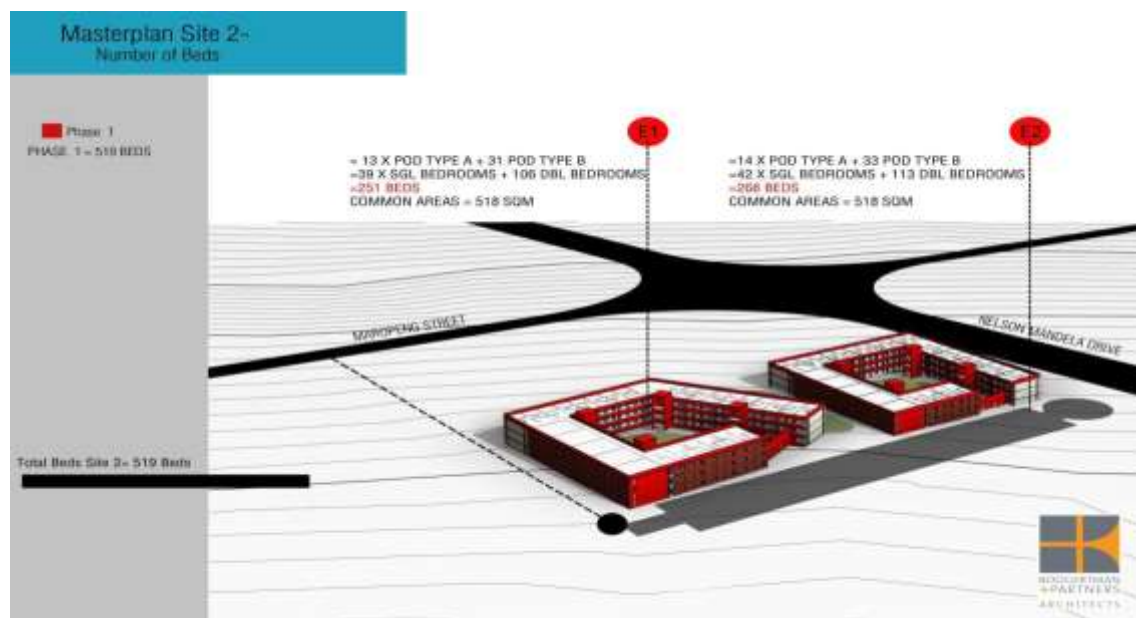 Masterplan Site 2-
Number of Beds
Phase 1
PHASE 1 = 519 BEDS
E1
= 13 X POD TYPE A + 31 POD TYPE B
=39 X SGL BEDROOMS + 106 DBL BEDROOMS
=251 BEDS
COMMON AREAS = 518 SQM
E2
=14 X POD TYPE A + 33 POD TYPE B
=42 X SGL BEDROOMS + 113 DBL BEDROOMS
=268 BEDS
COMMON AREAS = 518 SQM
MAROPENG STREET
NELSON MANDELA DRIVE
Total Beds Site 2= 519 Beds
BOOGERTMAN
+PARTNERS
ARCHITECTS